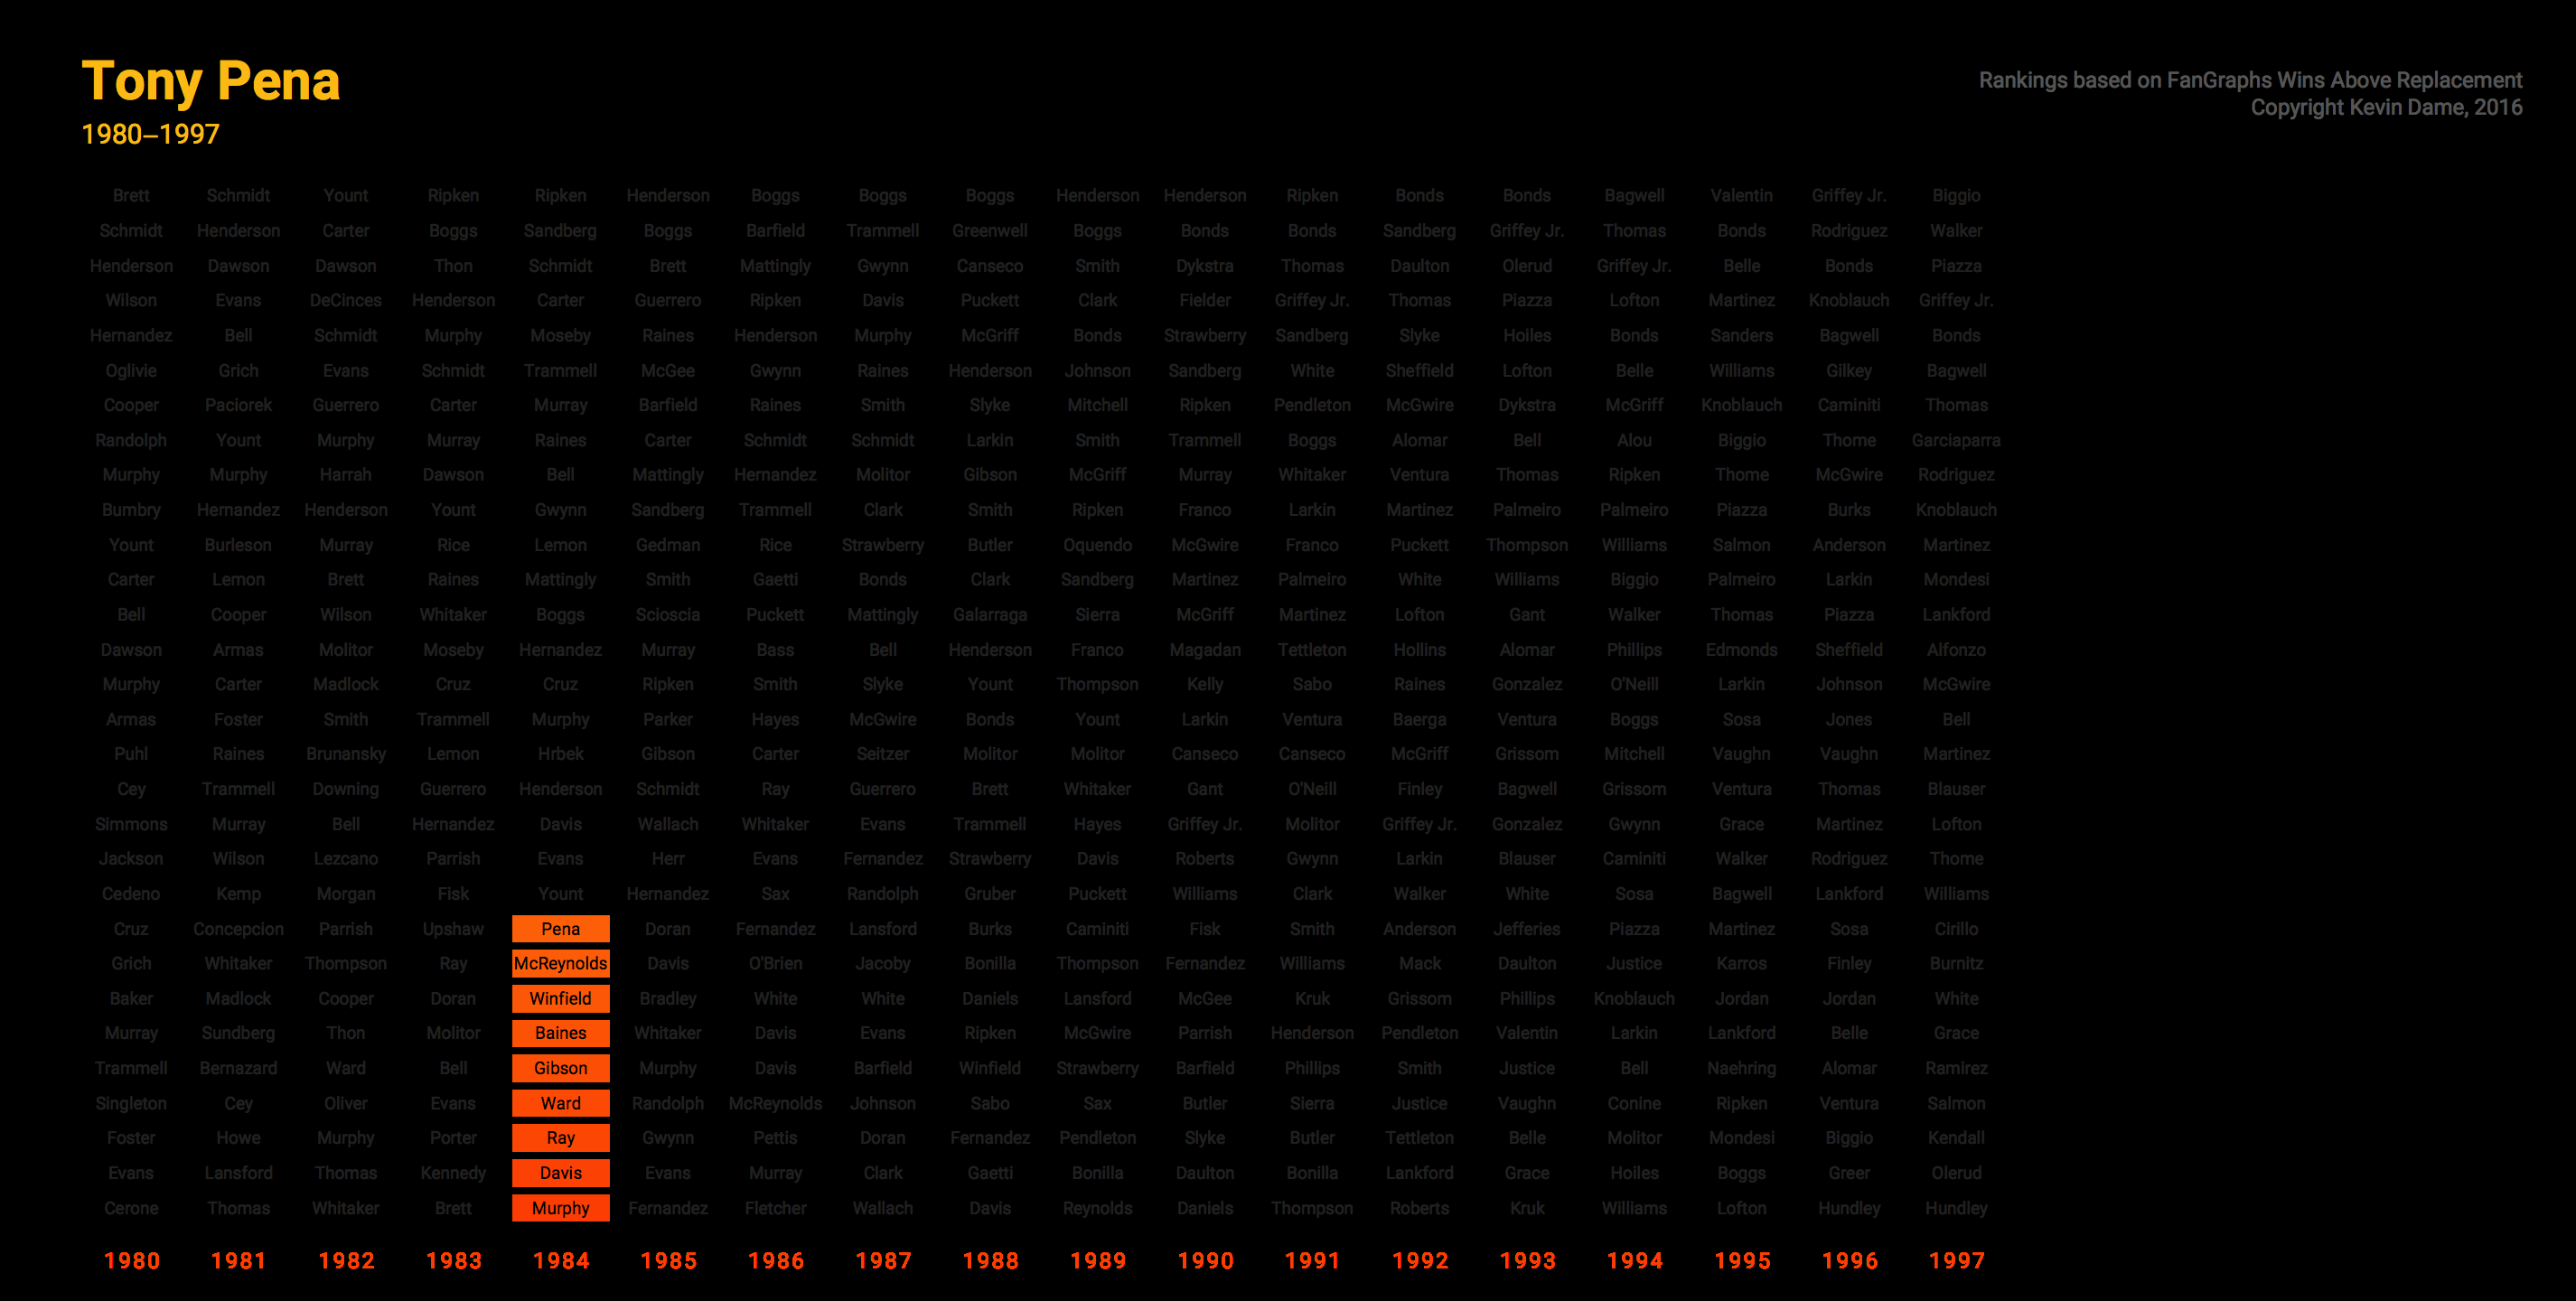 Tony Pena
1980–1997
Rankings based on FanGraphs Wins Above Replacement
Copyright Kevin Dame, 2016
Brett Schmidt Yount Ripken Ripken Henderson Boggs Boggs Boggs Henderson Henderson Ripken Bonds Bonds Bagwell Valentin Griffey Jr. Biggio
Schmidt Henderson Carter Boggs Sandberg Boggs Barfield Trammell Greenwell Boggs Bonds Bonds Sandberg Griffey Jr. Thomas Bonds Rodriguez Walker
Henderson Dawson Dawson Thon Schmidt Brett Mattingly Gwynn Canseco Smith Dykstra Thomas Daulton Olerud Griffey Jr. Belle Bonds Piazza
Wilson Evans DeCinces Henderson Carter Guerrero Ripken Davis Puckett Clark Fielder Griffey Jr. Thomas Piazza Lofton Martinez Knoblauch Griffey Jr.
Hernandez Bell Schmidt Murphy Moseby Raines Henderson Murphy McGriff Bonds Strawberry Sandberg Slyke Hoiles Bonds Sanders Bagwell Bonds
Oglivie Grich Evans Schmidt Trammell McGee Gwynn Raines Henderson Johnson Sandberg White Sheffield Lofton Belle Williams Gilkey Bagwell
Cooper Paciorek Guerrero Carter Murray Barfield Raines Smith Slyke Mitchell Ripken Pendleton McGwire Dykstra McGriff Knoblauch Caminiti Thomas
Randolph Yount Murphy Murray Raines Carter Schmidt Schmidt Larkin Smith Trammell Boggs Alomar Bell Alou Biggio Thome Garciaparra
Murphy Murphy Harrah Dawson Bell Mattingly Hernandez Molitor Gibson McGriff Murray Whitaker Ventura Thomas Ripken Thome McGwire Rodriguez
Bumbry Hernandez Henderson Yount Gwynn Sandberg Trammell Clark Smith Ripken Franco Larkin Martinez Palmeiro Palmeiro Piazza Burks Knoblauch
Yount Burleson Murray Rice Lemon Gedman Rice Strawberry Butler Oquendo McGwire Franco Puckett Thompson Williams Salmon Anderson Martinez
Carter Lemon Brett Raines Mattingly Smith Gaetti Bonds Clark Sandberg Martinez Palmeiro White Williams Biggio Palmeiro Larkin Mondesi
Bell Cooper Wilson Whitaker Boggs Scioscia Puckett Mattingly Galarraga Sierra McGriff Martinez Lofton Gant Walker Thomas Piazza Lankford
Dawson Armas Molitor Moseby Hernandez Murray Bass Bell Henderson Franco Magadan Tettleton Hollins Alomar Phillips Edmonds Sheffield Alfonzo
Murphy Carter Madlock Cruz Cruz Ripken Smith Slyke Yount Thompson Kelly Sabo Raines Gonzalez O'Neill Larkin Johnson McGwire
Armas Foster Smith Trammell Murphy Parker Hayes McGwire Bonds Yount Larkin Ventura Baerga Ventura Boggs Sosa Jones Bell
Puhl Raines Brunansky Lemon Hrbek Gibson Carter Seitzer Molitor Molitor Canseco Canseco McGriff Grissom Mitchell Vaughn Vaughn Martinez
Cey Trammell Downing Guerrero Henderson Schmidt Ray Guerrero Brett Whitaker Gant O'Neill Finley Bagwell Grissom Ventura Thomas Blauser
Simmons Murray Bell Hernandez Davis Wallach Whitaker Evans Trammell Hayes Griffey Jr. Molitor Griffey Jr. Gonzalez Gwynn Grace Martinez Lofton
Jackson Wilson Lezcano Parrish Evans Herr Evans Fernandez Strawberry Davis Roberts Gwynn Larkin Blauser Caminiti Walker Rodriguez Thome
Cedeno Kemp Morgan Fisk Yount Hernandez Sax Randolph Gruber Puckett Williams Clark Walker White Sosa Bagwell Lankford Williams
Cruz Concepcion Parrish Upshaw Pena Doran Fernandez Lansford Burks Caminiti Fisk Smith Anderson Jefferies Piazza Martinez Sosa Cirillo
Grich Whitaker Thompson Ray McReynolds Davis O'Brien Jacoby Bonilla Thompson Fernandez Williams Mack Daulton Justice Karros Finley Burnitz
Baker Madlock Cooper Doran Winfield Bradley White White Daniels Lansford McGee Kruk Grissom Phillips Knoblauch Jordan Jordan White
Murray Sundberg Thon Molitor Baines Whitaker Davis Evans Ripken McGwire Parrish Henderson Pendleton Valentin Larkin Lankford Belle Grace
Trammell Bernazard Ward Bell Gibson Murphy Davis Barfield Winfield Strawberry Barfield Phillips Smith Justice Bell Naehring Alomar Ramirez
Singleton Cey Oliver Evans Ward Randolph McReynolds Johnson Sabo Sax Butler Sierra Justice Vaughn Conine Ripken Ventura Salmon
Foster Howe Murphy Porter Ray Gwynn Pettis Doran Fernandez Pendleton Slyke Butler Tettleton Belle Molitor Mondesi Biggio Kendall
Evans Lansford Thomas Kennedy Davis Evans Murray Clark Gaetti Bonilla Daulton Bonilla Lankford Grace Hoiles Boggs Greer Olerud
Cerone Thomas Whitaker Brett Murphy Fernandez Fletcher Wallach Davis Reynolds Daniels Thompson Roberts Kruk Williams Lofton Hundley Hundley
1980 1981 1982 1983 1984 1985 1986 1987 1988 1989 1990 1991 1992 1993 1994 1995 1996 1997